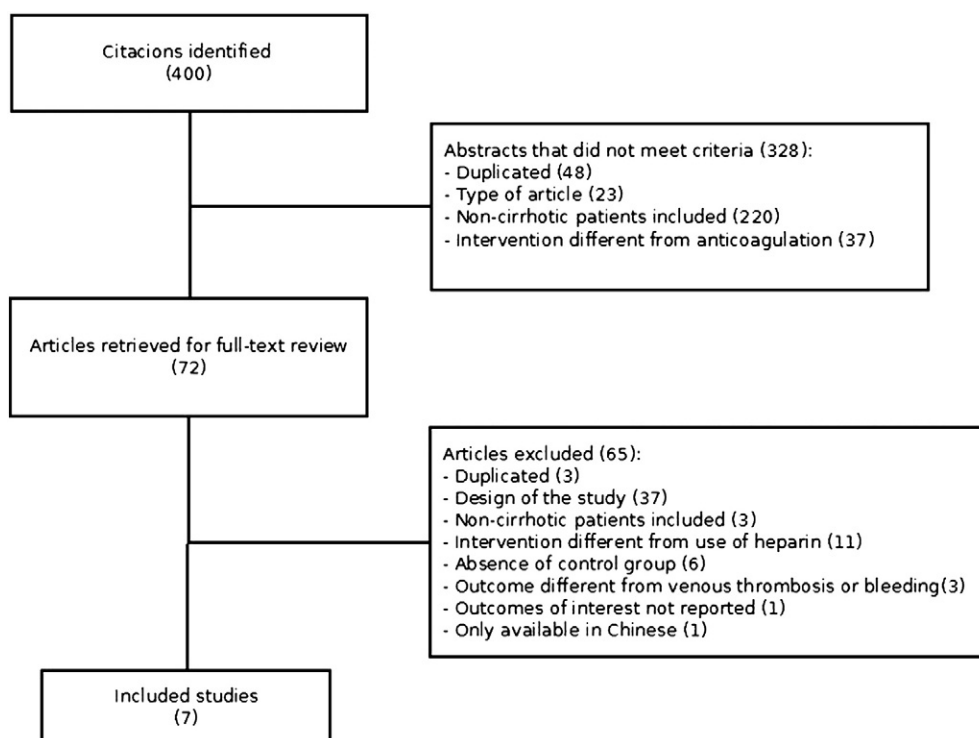 Citacions identified
(400)
Abstracts that did not meet criteria (328):
- Duplicated (48)
- Type of article (23)
- Non-cirrhotic patients included (220)
- Intervention different from anticoagulation (37)
Articles retrieved for full-text review
(72)
Articles excluded (65):
- Duplicated (3)
- Design of the study (37)
- Non-cirrhotic patients included (3)
- Intervention different from use of heparin (11)
- Absence of control group (6)
- Outcome different from venous thrombosis or bleeding(3)
- Outcomes of interest not reported (1)
- Only available in Chinese (1)
Included studies
(7)